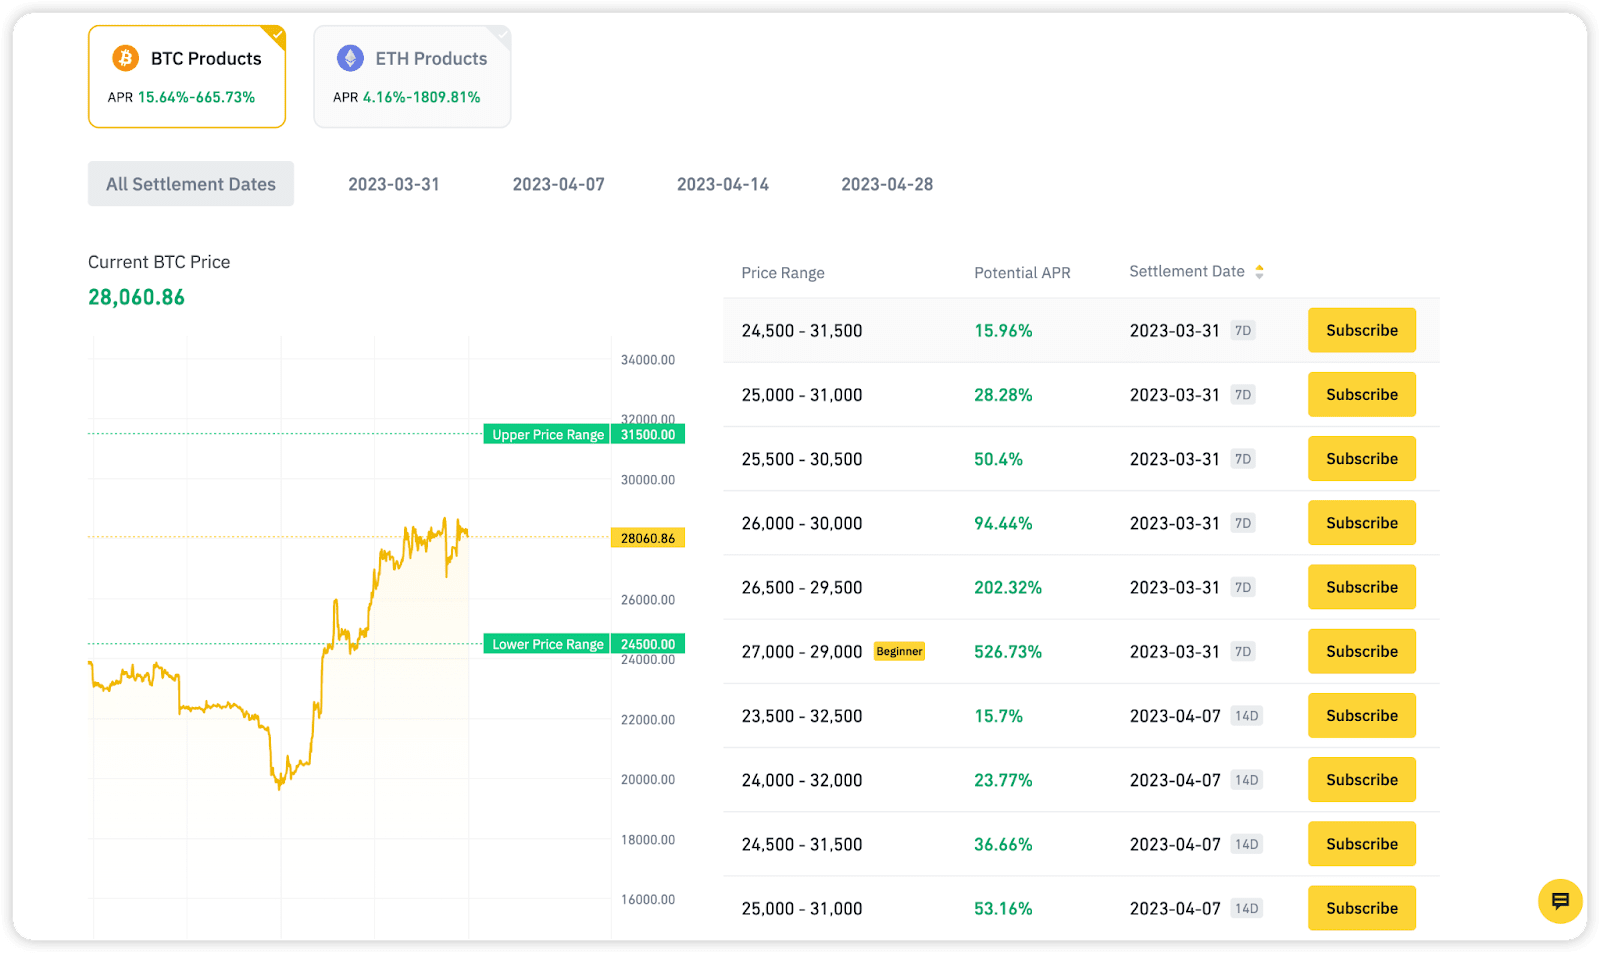 BTC Products
APR 15.64%-665.73%
ETH Products
APR 4.16%-1809.81%
All Settlement Dates
2023-03-31
2023-04-07
2023-04-14
2023-04-28
Current BTC Price
28,060.86
34000.00
32000.00
Upper Price Range 31500.00
30000.00
28060.86
26000.00
Lower Price Range 24500.00
24000.00
22000.00
20000.00
18000.00
16000.00
Price Range Potential APR Settlement Date
24,500 - 31,500 15.96% 2023-03-31 7D Subscribe
25,000 - 31,000 28.28% 2023-03-31 7D Subscribe
25,500 - 30,500 50.4% 2023-03-31 7D Subscribe
26,000 - 30,000 94.44% 2023-03-31 7D Subscribe
26,500 - 29,500 202.32% 2023-03-31 7D Subscribe
27,000 - 29,000 Beginner 526.73% 2023-03-31 7D Subscribe
23,500 - 32,500 15.7% 2023-04-07 14D Subscribe
24,000 - 32,000 23.77% 2023-04-07 14D Subscribe
24,500 - 31,500 36.66% 2023-04-07 14D Subscribe
25,000 - 31,000 53.16% 2023-04-07 14D Subscribe